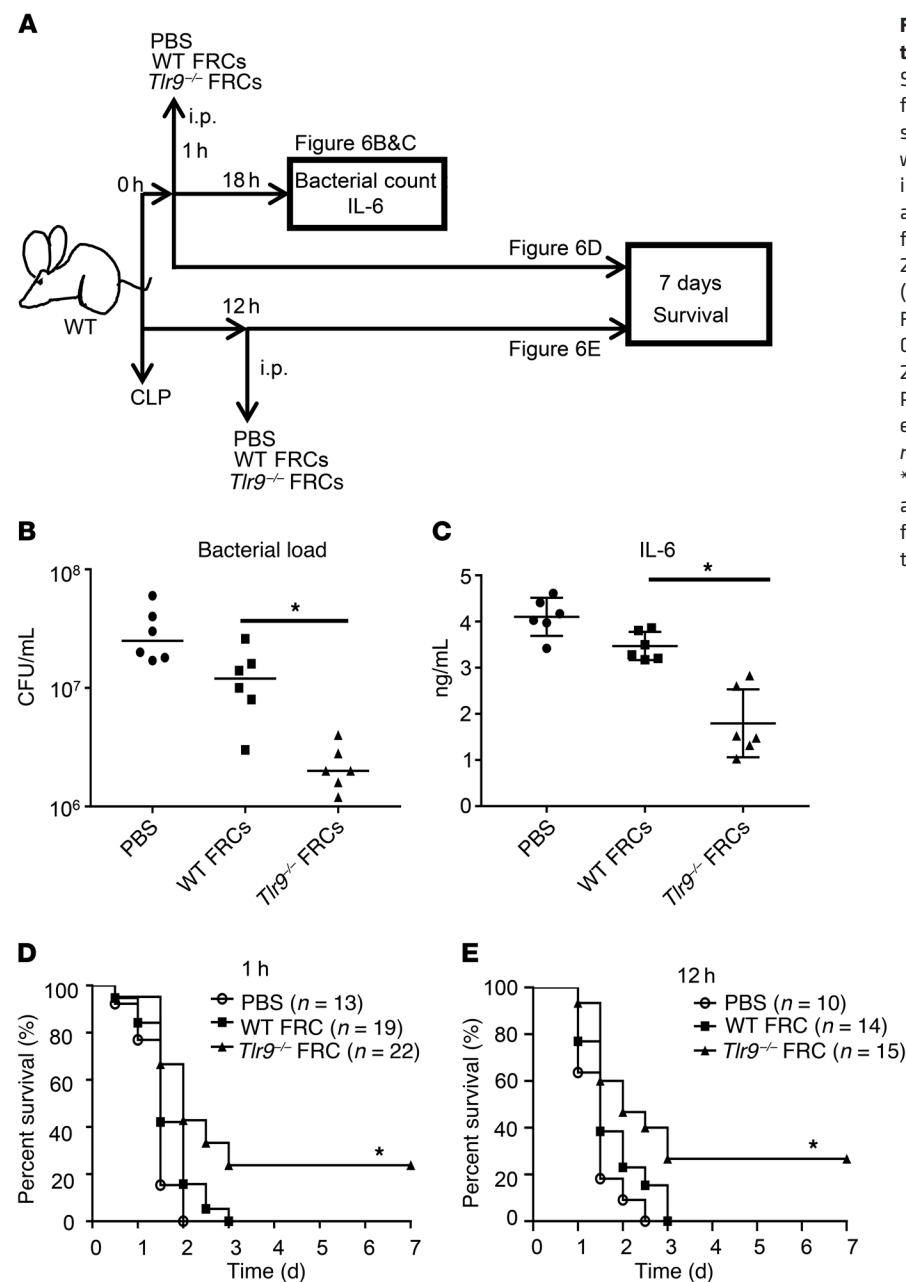 A
PBS
WT FRCs
Tlr9–/– FRCs
i.p.
1 h
Figure 6B&C
0 h
18 h
Bacterial count
IL-6
Figure 6D
7 days
Survival
WT
12 h
Figure 6E
i.p.
CLP
PBS
WT FRCs
Tlr9–/– FRCs
B
Bacterial load
10^8
10^7
10^6
CFU/mL
*
PBS
WT FRCs
Tlr9–/– FRCs
C
IL-6
5
4
3
2
1
0
ng/mL
*
PBS
WT FRCs
Tlr9–/– FRCs
D
1 h
PBS (n = 13)
WT FRC (n = 19)
Tlr9–/– FRC (n = 22)
100
80
60
40
20
0
Percent survival (%)
*
0 1 2 3 4 5 6 7
Time (d)
E
12 h
PBS (n = 10)
WT FRC (n = 14)
Tlr9–/– FRC (n = 15)
100
80
60
40
20
0
Percent survival (%)
*
0 1 2 3 4 5 6 7
Time (d)